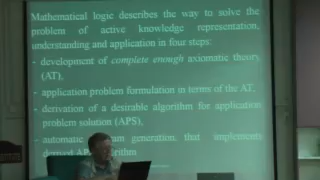 Mathematical logic describes the way to solve the
problem of active knowledge representation,
understanding and application in four steps:
- development of complete enough axiomatic theory
(AT),
- application problem formulation in terms of the AT,
- derivation of a desirable algorithm for application
problem solution (APS),
- automatic generation that implements
derived